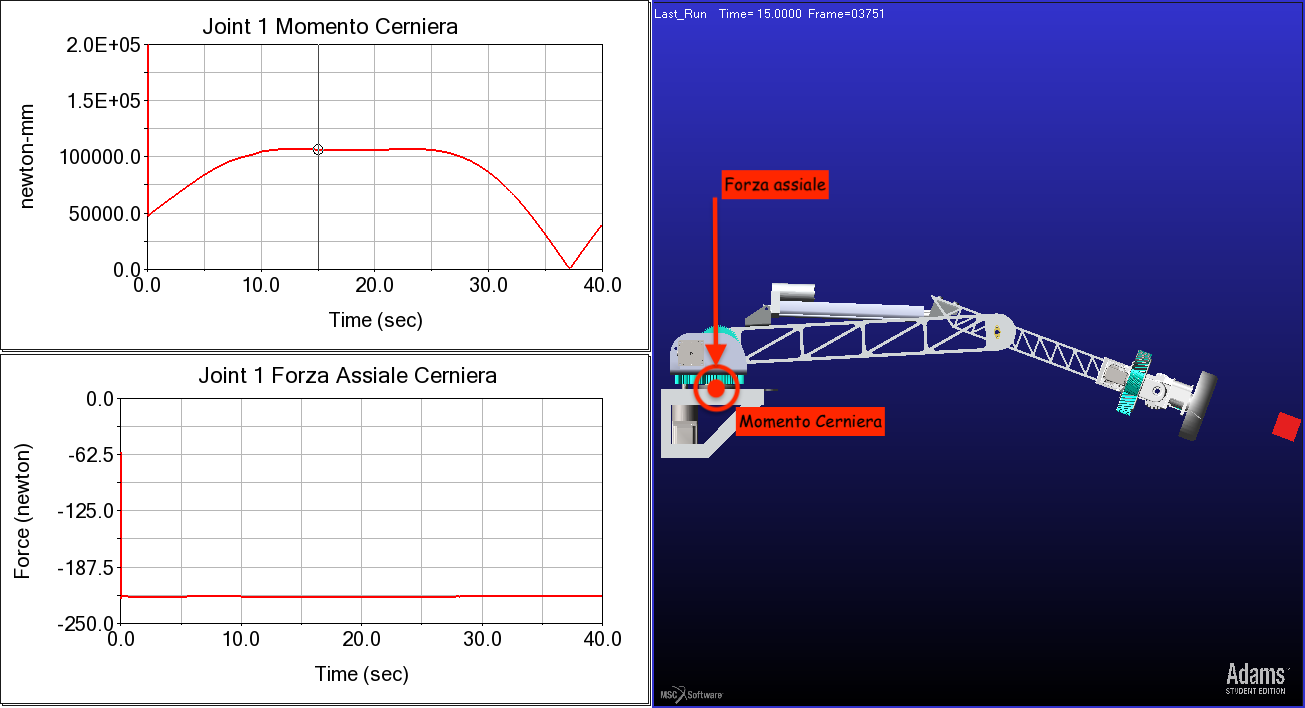 Joint 1 Momento Cerniera
2.0E+05
1.5E+05
100000.0
50000.0
0.0
newton-mm
0.0 10.0 20.0 30.0 40.0
Time (sec)
Joint 1 Forza Assiale Cerniera
0.0
-62.5
-125.0
-187.5
-250.0
Force (newton)
0.0 10.0 20.0 30.0 40.0
Time (sec)
Last_Run Time= 15.0000 Frame=03751
Forza assiale
Momento Cerniera
MSC Software
Adams
STUDENT EDITION